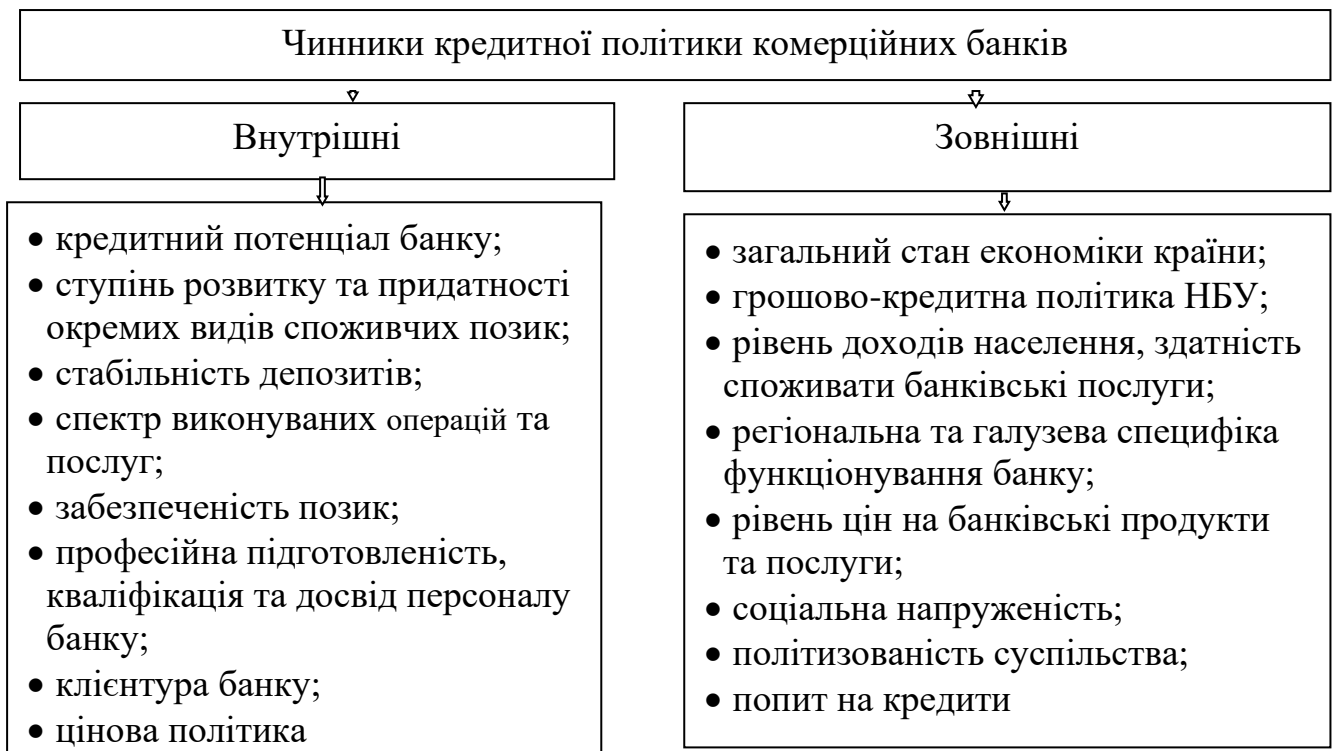 Чинники кредитної політики комерційних банків
Внутрішні
• кредитний потенціал банку;
• ступінь розвитку та придатності
окремих видів споживчих позик;
• стабільність депозитів;
• спектр виконуваних операцій та
послуг;
• забезпеченість позик;
• професійна підготовленість,
кваліфікація та досвід персоналу
банку;
• клієнтура банку;
• цінова політика
Зовнішні
• загальний стан економіки країни;
• грошово-кредитна політика НБУ;
• рівень доходів населення, здатність
споживати банківські послуги;
• регіональна та галузева специфіка
функціонування банку;
• рівень цін на банківські продукти
та послуги;
• соціальна напруженість;
• політизованість суспільства;
• попит на кредити